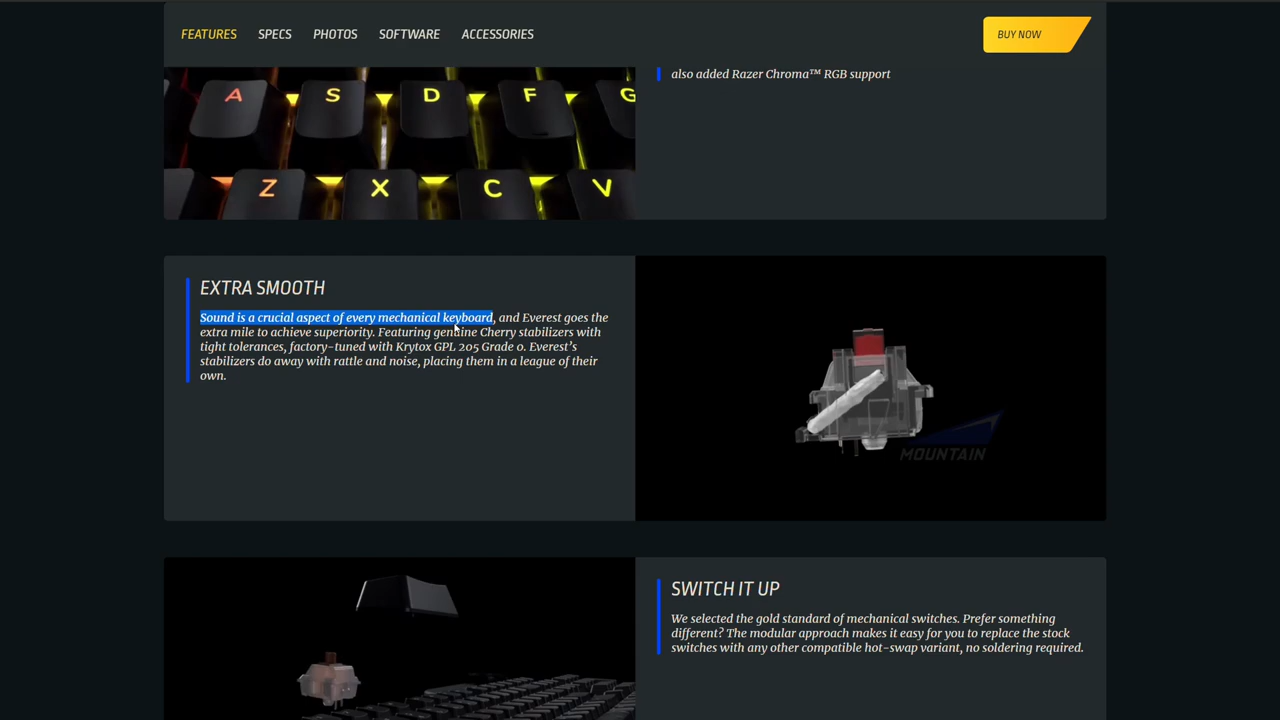 FEATURES SPECS PHOTOS SOFTWARE ACCESSORIES
BUY NOW
also added Razer Chroma™ RGB support
A S D F G
Z X C V
EXTRA SMOOTH
Sound is a crucial aspect of every mechanical keyboard, and Everest goes the
extra mile to achieve superiority. Featuring genuine Cherry stabilizers with
tight tolerances, factory-tuned with Krytox GPL 205 Grade 0. Everest's
stabilizers do away with rattle and noise, placing them in a league of their
own.
MOUNTAIN
SWITCH IT UP
We selected the gold standard of mechanical switches. Prefer something
different? The modular approach makes it easy for you to replace the stock
switches with any other compatible hot-swap variant, no soldering required.